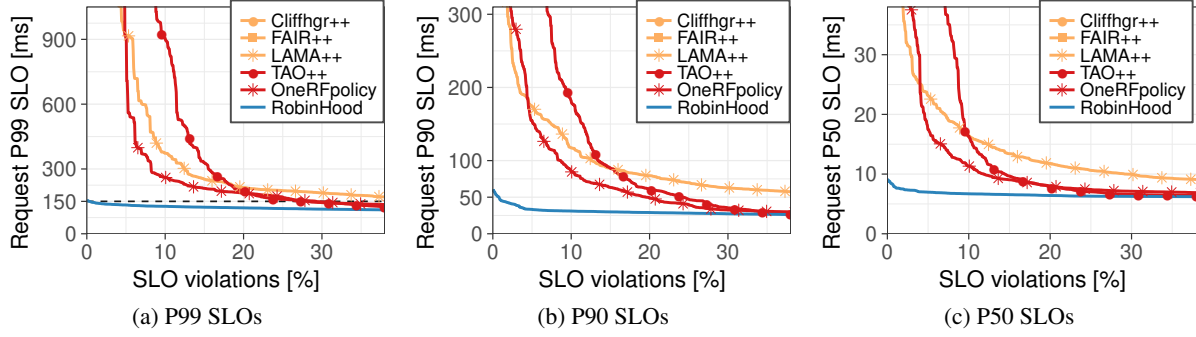 Request P99 SLO [ms]
900
600
300
150
0
0
10
20
30
SLO violations [%]
Cliffhgr++
FAIR++
LAMA++
TAO++
OneRFpolicy
RobinHood
(a) P99 SLOs
Request P90 SLO [ms]
300
200
100
50
0
0
10
20
30
SLO violations [%]
Cliffhgr++
FAIR++
LAMA++
TAO++
OneRFpolicy
RobinHood
(b) P90 SLOs
Request P50 SLO [ms]
30
20
10
5
0
0
10
20
30
SLO violations [%]
Cliffhgr++
FAIR++
LAMA++
TAO++
OneRFpolicy
RobinHood
(c) P50 SLOs